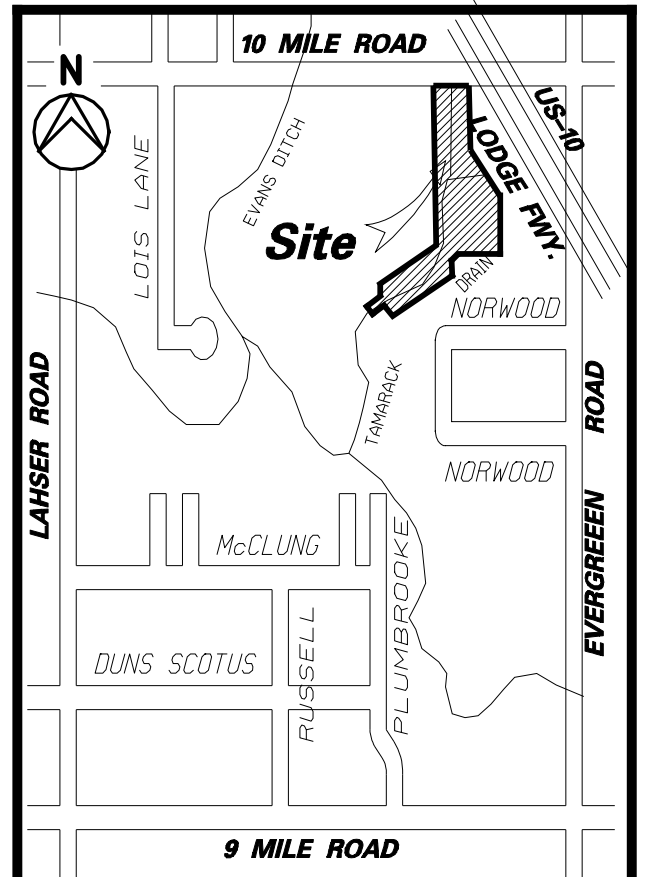 10 MILE ROAD
N
US-10
LODGE FWY.
EVANS DITCH
LOIS LANE
Site
DRAIN
NORWOOD
TAMARACK
LAHSER ROAD
EVERGREEEN ROAD
NORWOOD
McCLUNG
PLUMBROOKE
RUSSELL
DUNS SCOTUS
9 MILE ROAD